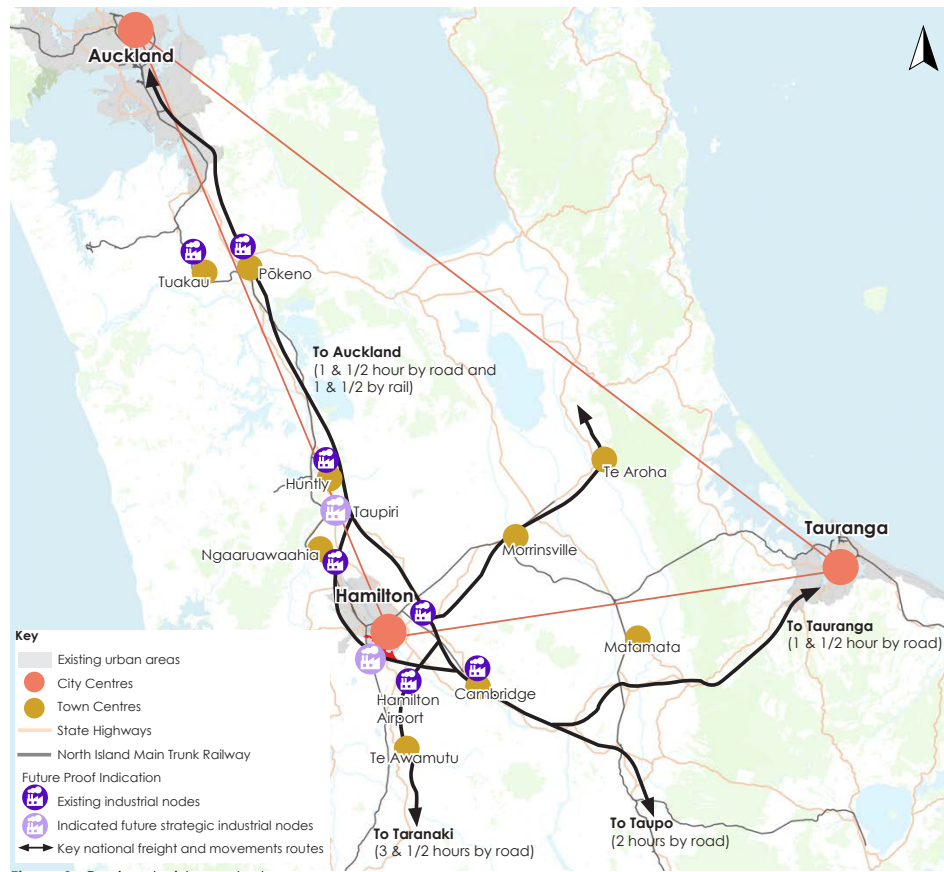 Auckland
Pōkeno
Tuakau
To Auckland
(1 & 1/2 hour by road and
1 & 1/2 by rail)
Te Aroha
Huntly
Taupiri
Tauranga
Morrinsville
Ngaaruawaahia
Hamilton
To Tauranga
(1 & 1/2 hour by road)
Matamata
Cambridge
Hamilton
Airport
Te Awamutu
To Taupo
(2 hours by road)
To Taranaki
(3 & 1/2 hours by road)
Key
Existing urban areas
City Centres
Town Centres
State Highways
North Island Main Trunk Railway
Future Proof Indication
Existing industrial nodes
Indicated future strategic industrial nodes
Key national freight and movements routes